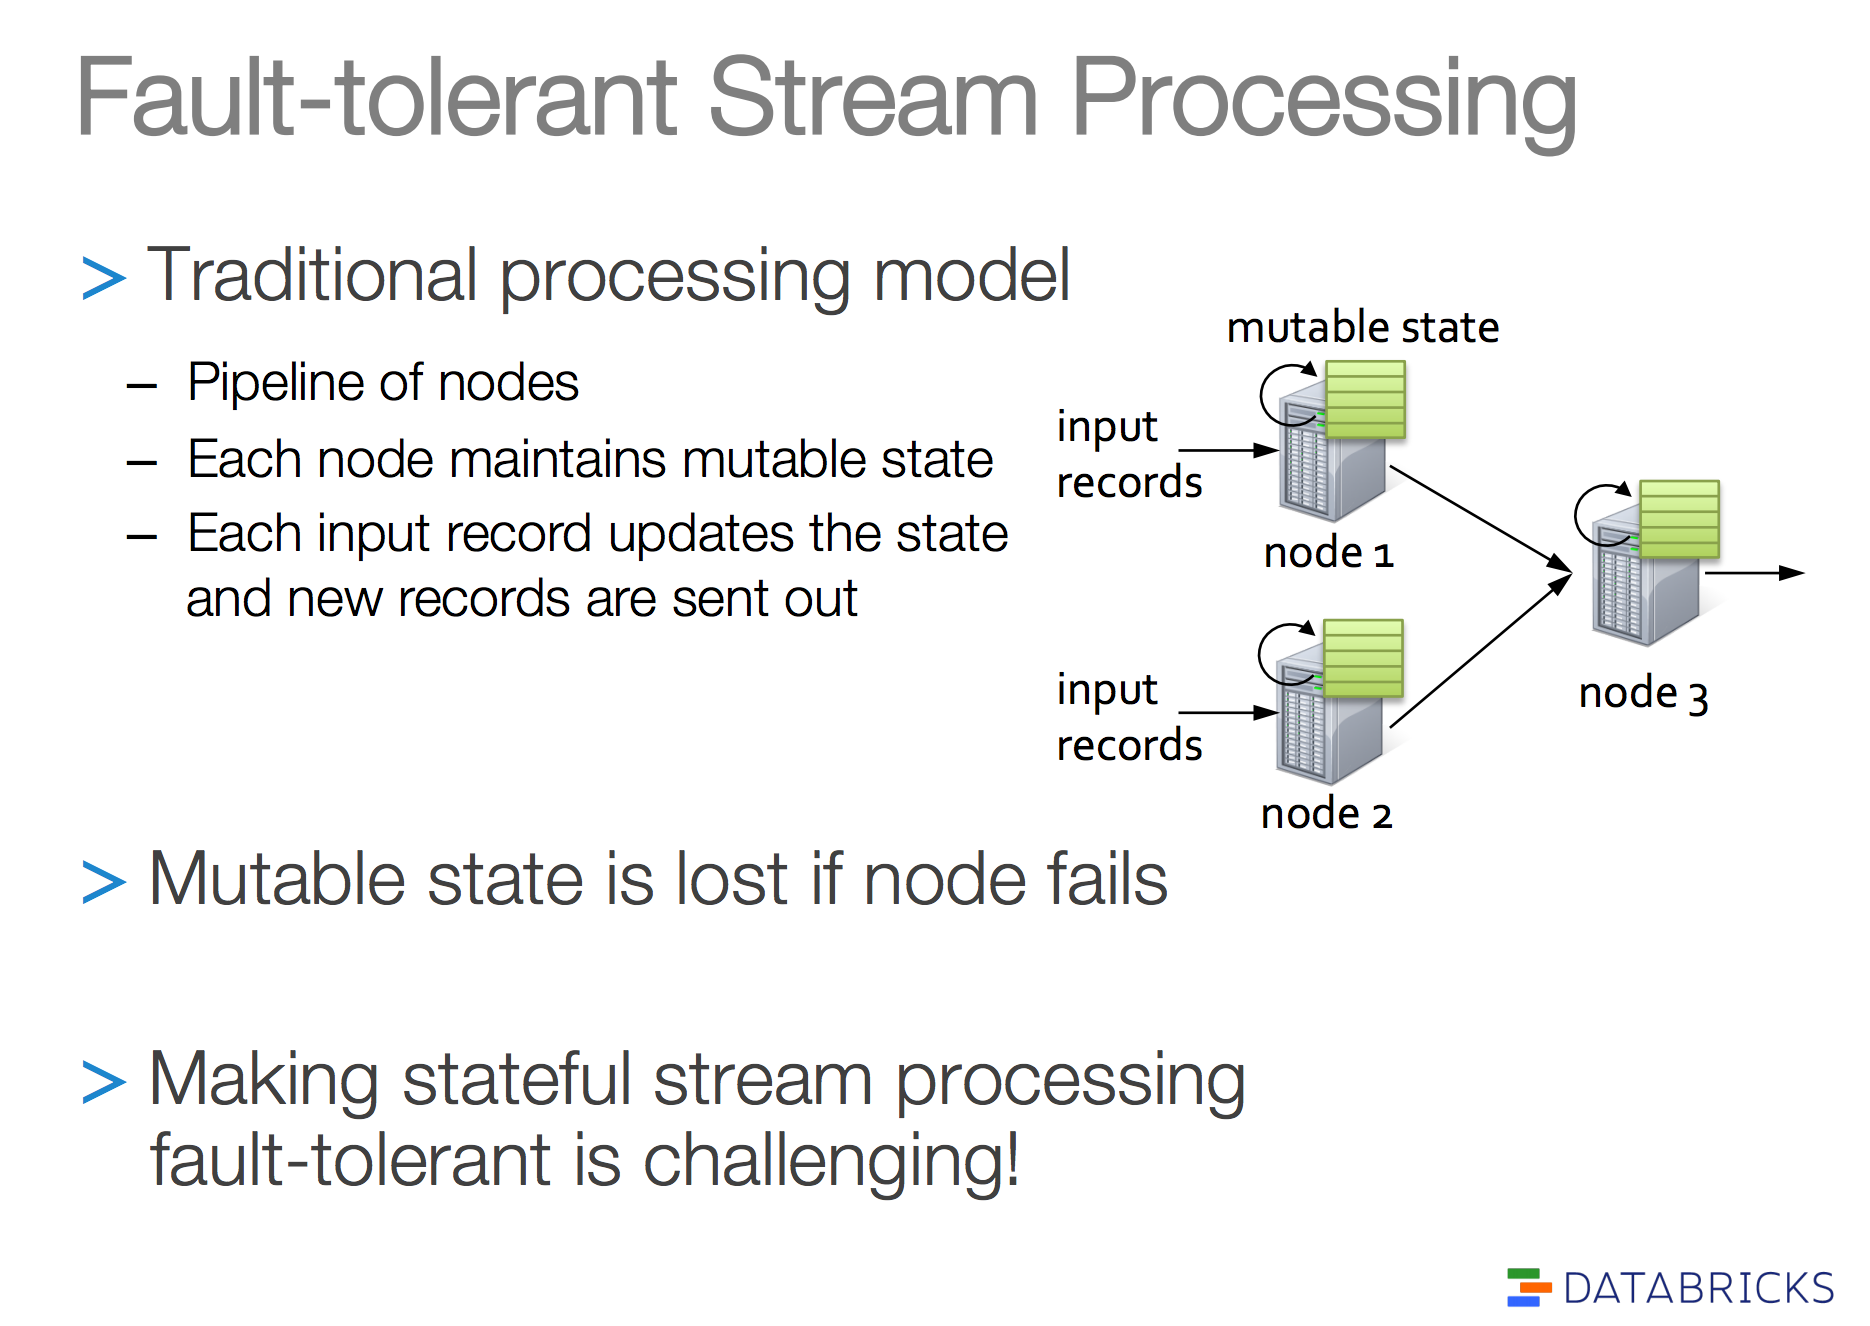 Fault-tolerant Stream Processing
> Traditional processing model
– Pipeline of nodes
– Each node maintains mutable state
– Each input record updates the state
and new records are sent out
mutable state
input
records
node 1
input
records
node 2
node 3
> Mutable state is lost if node fails
> Making stateful stream processing
fault-tolerant is challenging!
DATABRICKS